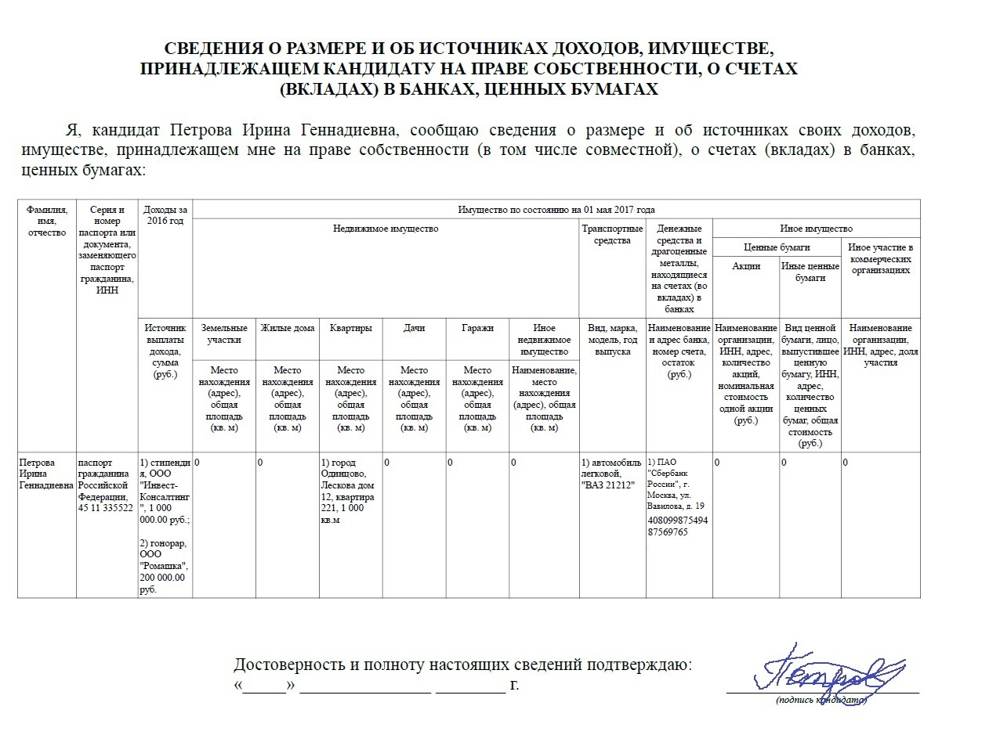 СВЕДЕНИЯ О РАЗМЕРЕ И ОБ ИСТОЧНИКАХ ДОХОДОВ, ИМУЩЕСТВЕ,
ПРИНАДЛЕЖАЩЕМ КАНДИДАТУ НА ПРАВЕ СОБСТВЕННОСТИ, О СЧЕТАХ
(ВКЛАДАХ) В БАНКАХ, ЦЕННЫХ БУМАГАХ
Я, кандидат Петрова Ирина Геннадиевна, сообщаю сведения о размере и об источниках своих доходов,
имуществе, принадлежащем мне на праве собственности (в том числе совместной), о счетах (вкладах) в банках,
ценных бумагах:
Фамилия,
имя,
отчество
Серия и
номер
паспорта или
документа,
заменяющего
паспорт
гражданина,
ИНН
Доходы за
2016 год
Имущество по состоянию на 01 мая 2017 года
Недвижимое имущество
Транспортные
средства
Денежные
средства и
драгоценные
металлы,
находящиеся
на счетах (во
вкладах) в
банках
Иное имущество
Ценные бумаги
Акции
Иные ценные
бумаги
Иное участие в
коммерческих
организациях
Источник
выплаты
дохода,
сумма
(руб.)
Земельные
участки
Жилые дома
Квартиры
Дачи
Гаражи
Иное
недвижимое
имущество
Место
нахождения
(адрес),
общая
площадь
(кв. м)
Место
нахождения
(адрес),
общая
площадь
(кв. м)
Место
нахождения
(адрес),
общая
площадь
(кв. м)
Место
нахождения
(адрес),
общая
площадь
(кв. м)
Место
нахождения
(адрес),
общая
площадь
(кв. м)
Наименование,
место
нахождения
(адрес), общая
площадь
(кв. м)
Вид, марка,
модель, год
выпуска
Наименование
и адрес банка,
номер счета,
остаток
(руб.)
Наименование
организации,
ИНН, адрес,
количество
акций,
номинальная
стоимость
одной акции
(руб.)
Вид ценной
бумаги, лицо,
выпустившее
ценную
бумагу, ИНН,
адрес,
количество
ценных
бумаг, общая
стоимость
(руб.)
Наименование
организации,
ИНН, адрес, доля
участия
Петрова
Ирина
Геннадиевна
паспорт
гражданина
Российской
Федерации,
45 11 335522
1) стипенди
я, ООО
"Инвест-
Консалтинг
", 1 000
000.00 руб.;
2) гонорар,
ООО
"Ромашка",
200 000.00
руб.
0
0
1) город
Одинцово,
Лескова дом
12, квартира
221, 1 000
кв.м
0
0
0
1) автомобиль
легковой,
"ВАЗ 21212"
1) ПАО
"Сбербанк
России", г.
Москва, ул.
Вавилова, д. 19
408099875494
87569765
0
0
0
Достоверность и полноту настоящих сведений подтверждаю:
«_____» _______________ ________ г.
Петров
(подпись кандидата)